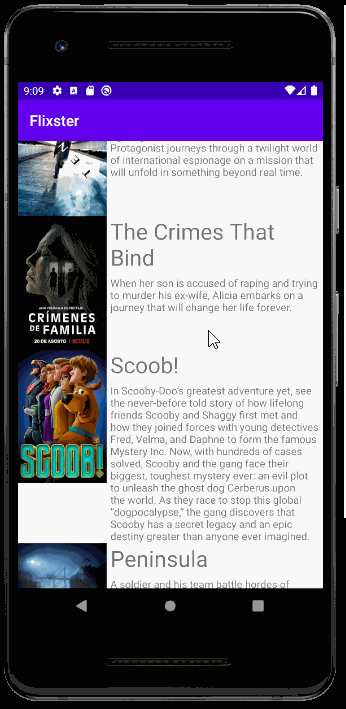 9:09
Flixster
Protagonist journeys through a twilight world
of international espionage on a mission that
will unfold in something beyond real time.
The Crimes That
Bind
When her son is accused of raping and trying
to murder his ex-wife, Alicia embarks on a
journey that will change her life forever.
UNA PELÍCULA DE NETFLIX
CRÍMENES
DE FAMILIA
20 DE AGOSTO | NETFLIX
Scoob!
In Scooby-Doo's greatest adventure yet, see
the never-before told story of how lifelong
friends Scooby and Shaggy first met and
how they joined forces with young detectives
Fred, Velma, and Daphne to form the famous
Mystery Inc. Now, with hundreds of cases
solved, Scooby and the gang face their
biggest, toughest mystery ever: an evil plot
to unleash the ghost dog Cerberus upon
the world. As they race to stop this global
“dogpocalypse,” the gang discovers that
Scooby has a secret legacy and an epic
destiny greater than anyone ever imagined.
SCOOB!
Peninsula
A soldier and his team battle hordes of